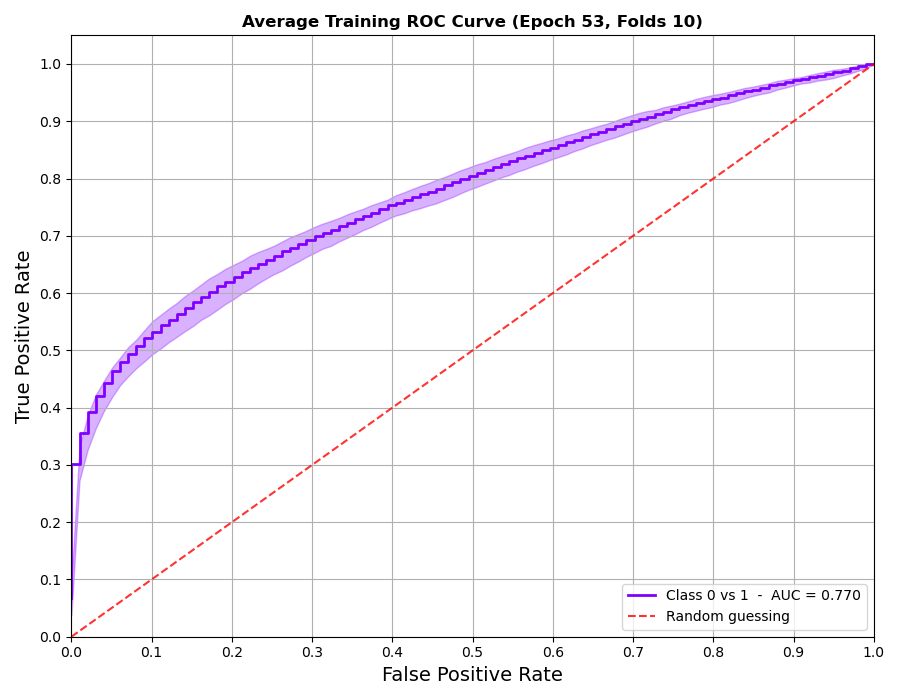 Average Training ROC Curve (Epoch 53, Folds 10)
True Positive Rate
1.0
0.9
0.8
0.7
0.6
0.5
0.4
0.3
0.2
0.1
0.0
Class 0 vs 1 - AUC = 0.770
Random guessing
0.0 0.1 0.2 0.3 0.4 0.5 0.6 0.7 0.8 0.9 1.0
False Positive Rate